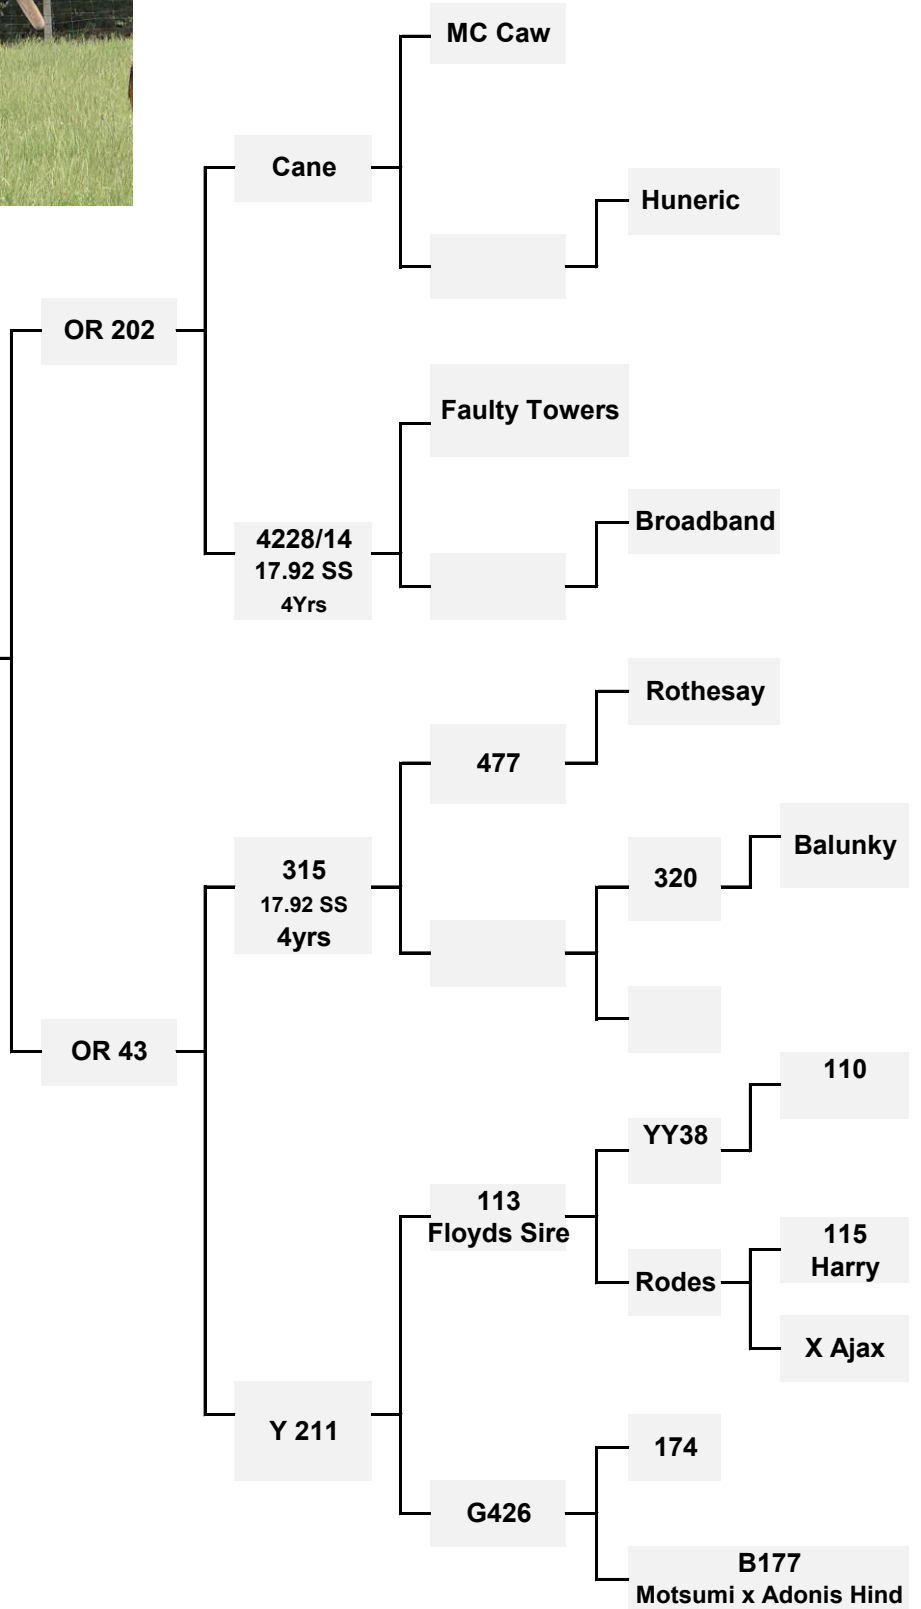 MC Caw
Cane
Huneric
OR 202
Faulty Towers
Broadband
4228/14
17.92 SS
4Yrs
Rothesay
477
Balunky
315
17.92 SS
4yrs
320
OR 43
110
YY38
113
Floyds Sire
115
Harry
Rodes
X Ajax
Y 211
174
G426
B177
Motsumi x Adonis Hind